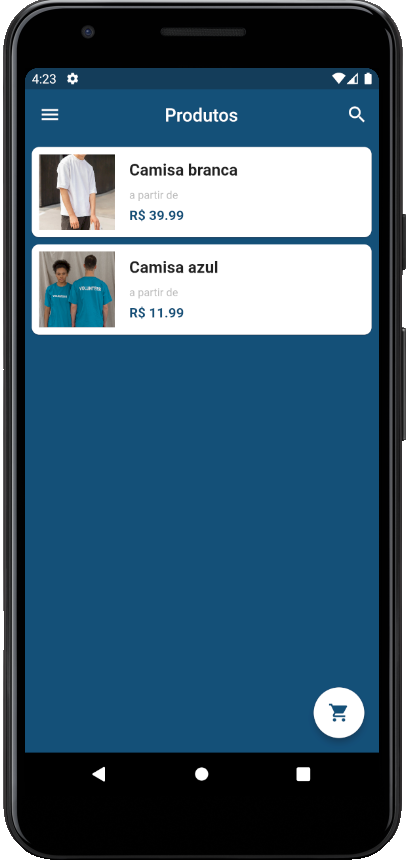 4:23
Produtos
Camisa branca
a partir de
R$ 39.99
VOLUNTEER
VOLUNTEER
Camisa azul
a partir de
R$ 11.99